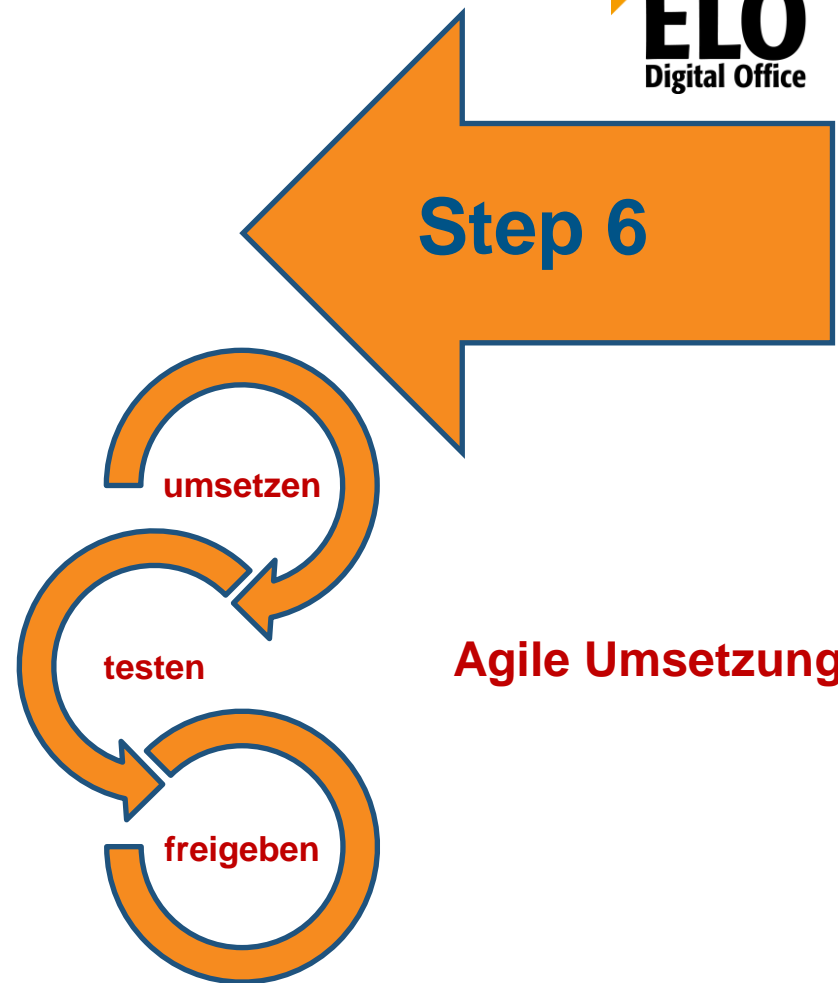 ELO
Digital Office
Step 6
umsetzen
testen
Agile Umsetzung
freigeben